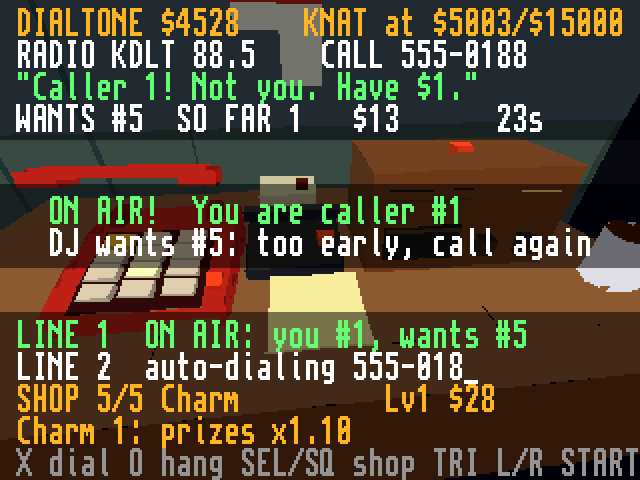 DIALTONE $4528 KNAT at $5003/$15000
RADIO KDLT 88.5 CALL 555-0188
"Caller 1! Not you. Have $1."
WANTS #5 SO FAR 1 $13 23s
ON AIR! You are caller #1
DJ wants #5: too early, call again
LINE 1 ON AIR: you #1, wants #5
LINE 2 auto-dialing 555-018_
SHOP 5/5 Charm Lv1 $28
Charm 1: prizes x1.10
X dial O hang SEL/SQ shop TRI L/R START